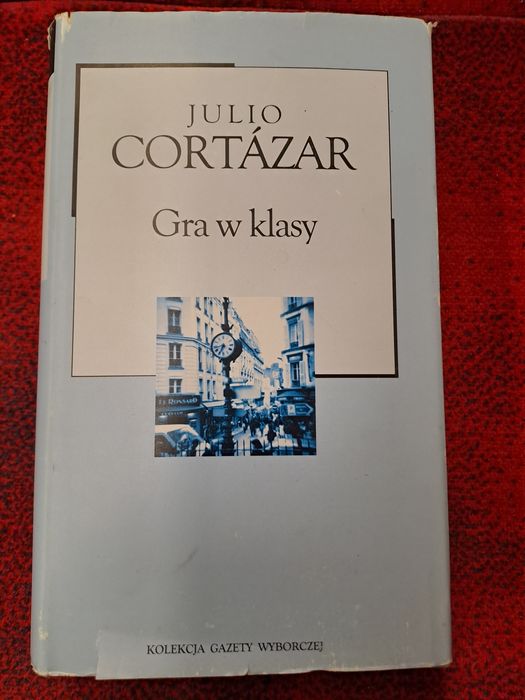 JULIO
CORTÁZAR
Gra w klasy
KOLEKCJA GAZETY WYBORCZEJ